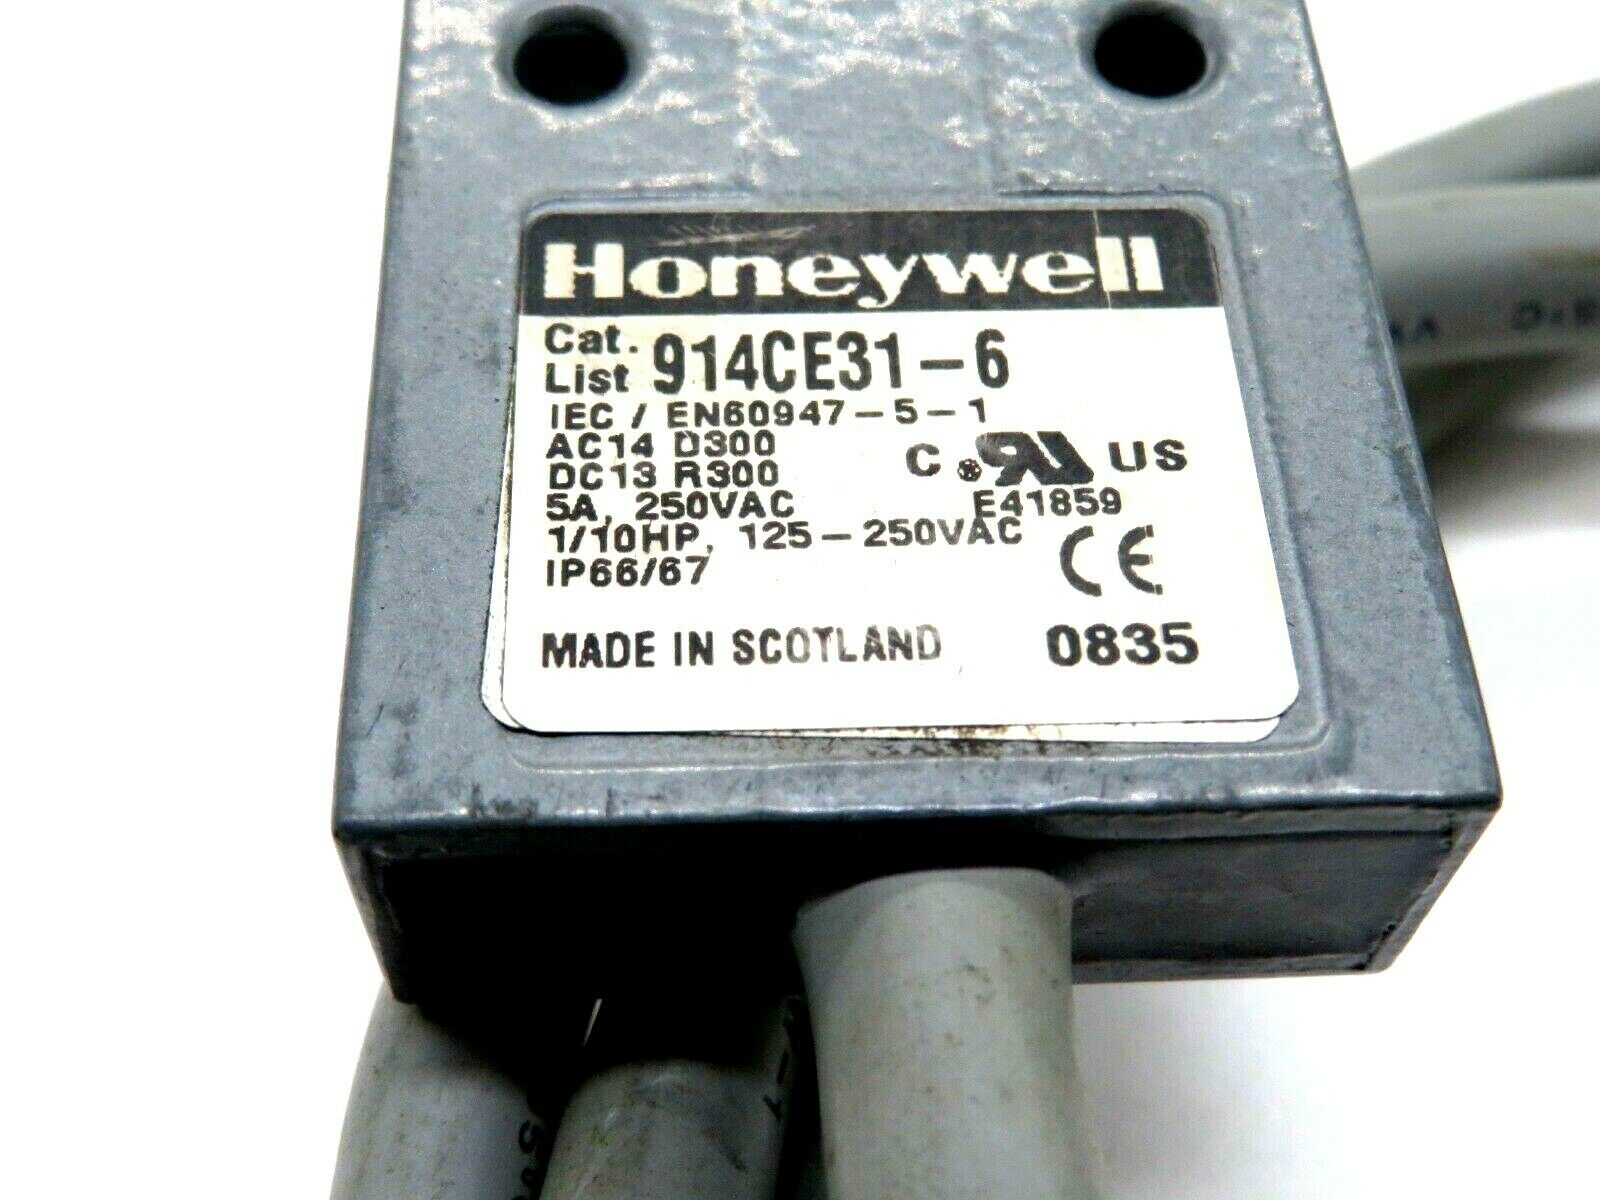 Honeywell
Cat.
List 914CE31-6
IEC / EN60947-5-1
AC14 D300
DC13 R300
C UR US
5A, 250VAC E41859
1/10HP, 125-250VAC
IP66/67 CE
MADE IN SCOTLAND 0835